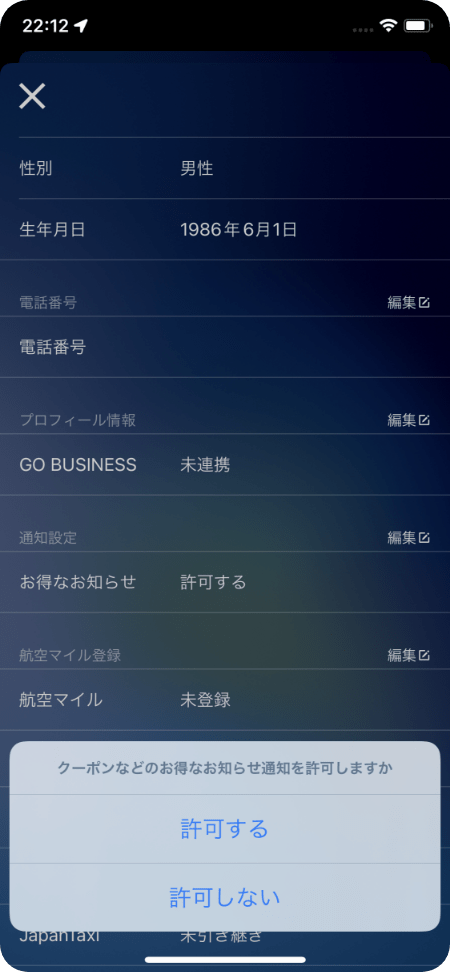 22:12
性別 男性
生年月日 1986年6月1日
電話番号 編集
電話番号
プロフィール情報 編集
GO BUSINESS 未連携
通知設定 編集
お得なお知らせ 許可する
航空マイル登録 編集
航空マイル 未登録
クーポンなどのお得なお知らせ通知を許可しますか
許可する
許可しない
JapanTaxi 未引き継ぎ